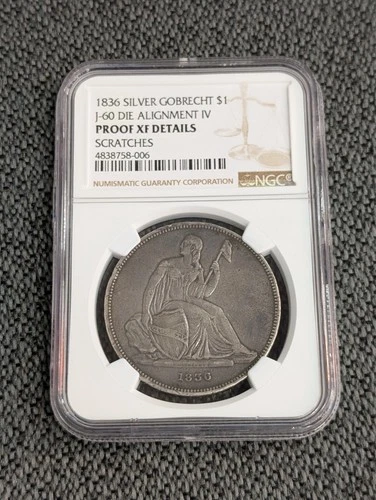 1836 SILVER GOBRECHT $1
J-60 DIE ALIGNMENT IV
PROOF XF DETAILS
SCRATCHES
4838758-006
NUMISMATIC GUARANTY CORPORATION
NGC®
1836